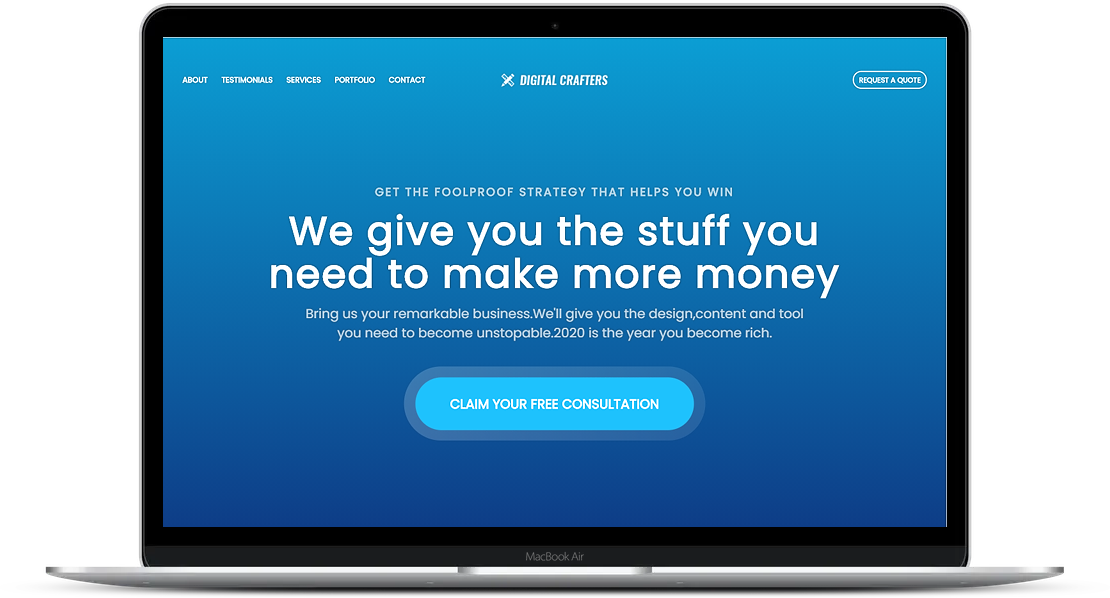 ABOUT TESTIMONIALS SERVICES PORTFOLIO CONTACT DIGITAL CRAFTERS REQUEST A QUOTE
GET THE FOOLPROOF STRATEGY THAT HELPS YOU WIN
We give you the stuff you
need to make more money
Bring us your remarkable business.We'll give you the design,content and tool
you need to become unstopable.2020 is the year you become rich.
CLAIM YOUR FREE CONSULTATION
MacBook Air